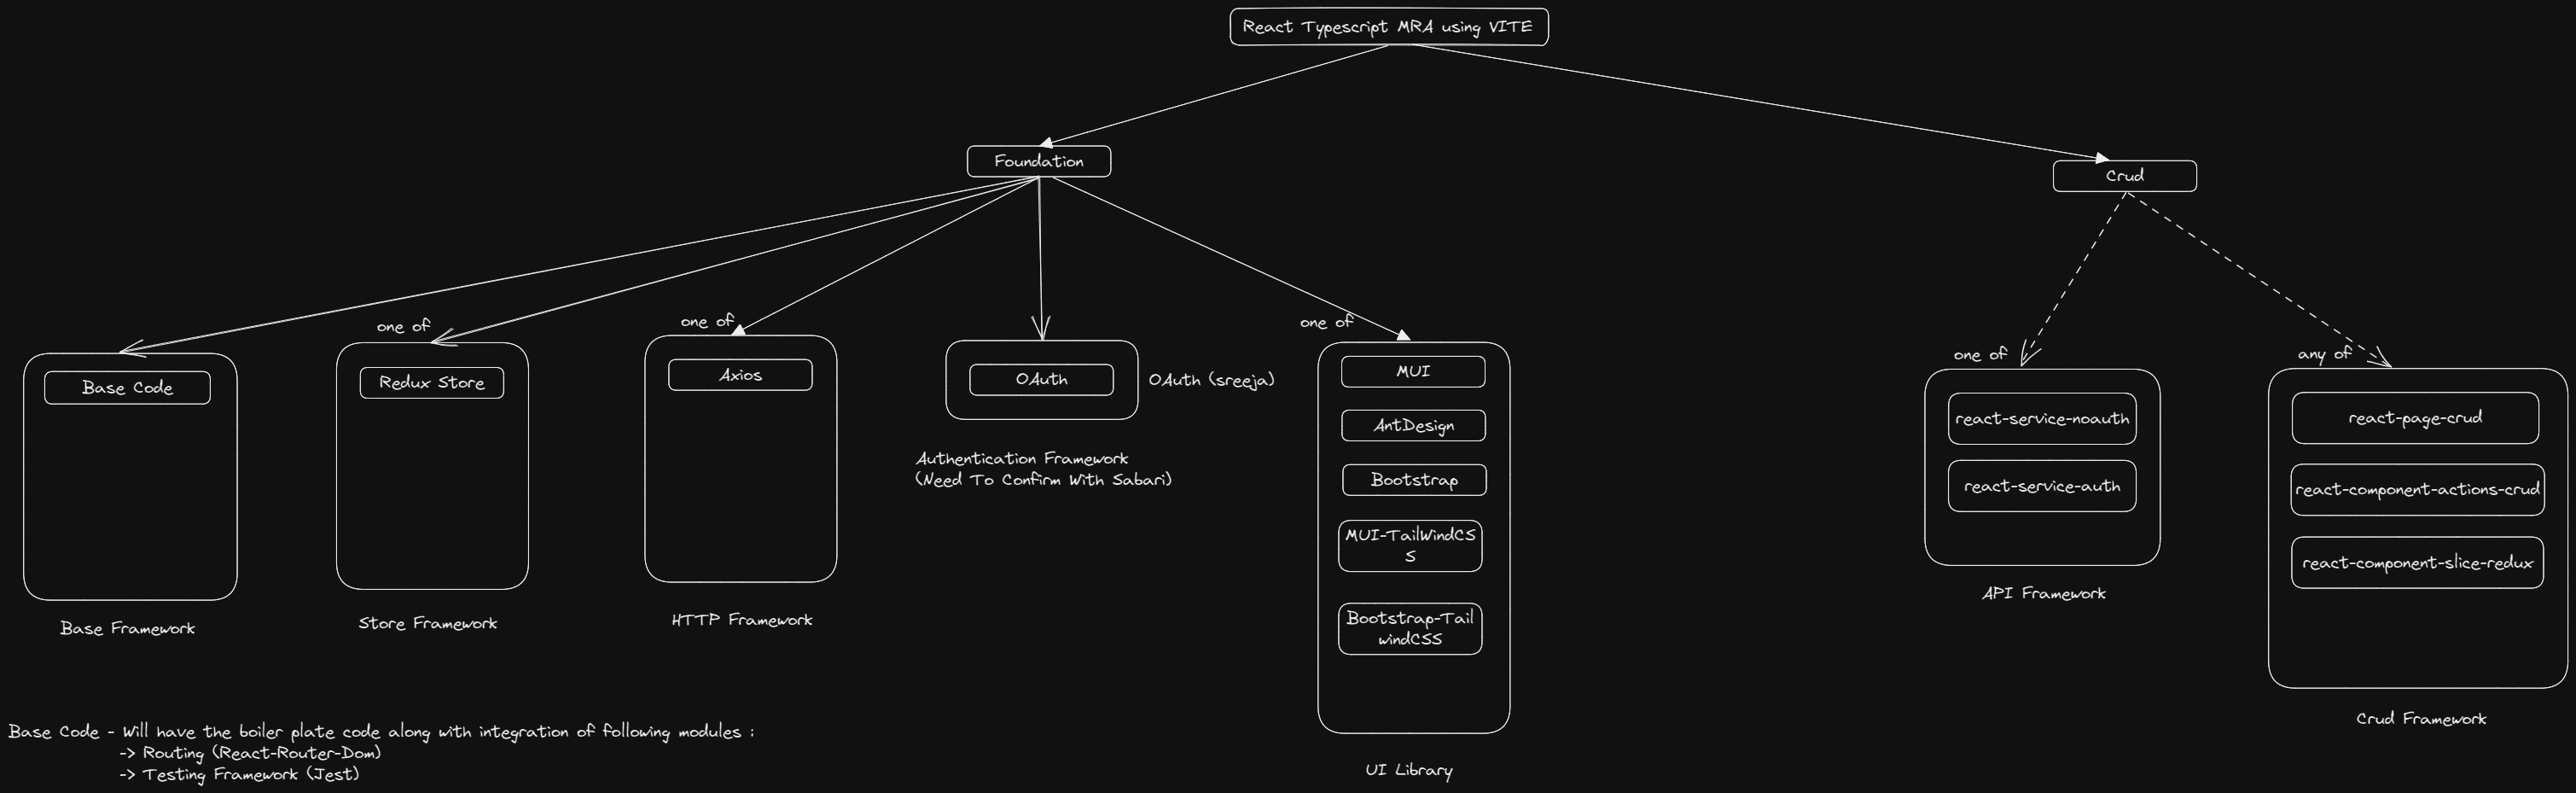 React Typescript MRA using VITE
Foundation
Crud
one of
one of
one of
one of
any of
Base Code
Redux Store
Axios
OAuth
OAuth (sreeja)
MUI
AntDesign
Bootstrap
MUI-TailWindCS
S
Bootstrap-Tail
windCSS
react-service-noauth
react-service-auth
react-page-crud
react-component-actions-crud
react-component-slice-redux
Authentication Framework
(Need To Confirm With Sabari)
Base Framework
Store Framework
HTTP Framework
API Framework
Crud Framework
UI Library
Base Code - Will have the boiler plate code along with integration of following modules :
-> Routing (React-Router-Dom)
-> Testing Framework (Jest)